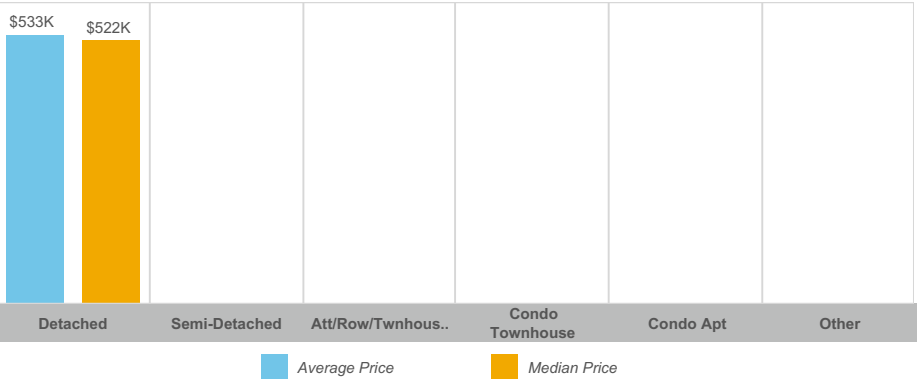 $533K
$522K
Detached
Semi-Detached
Att/Row/Twnhous..
Condo
Townhouse
Condo Apt
Other
Average Price
Median Price